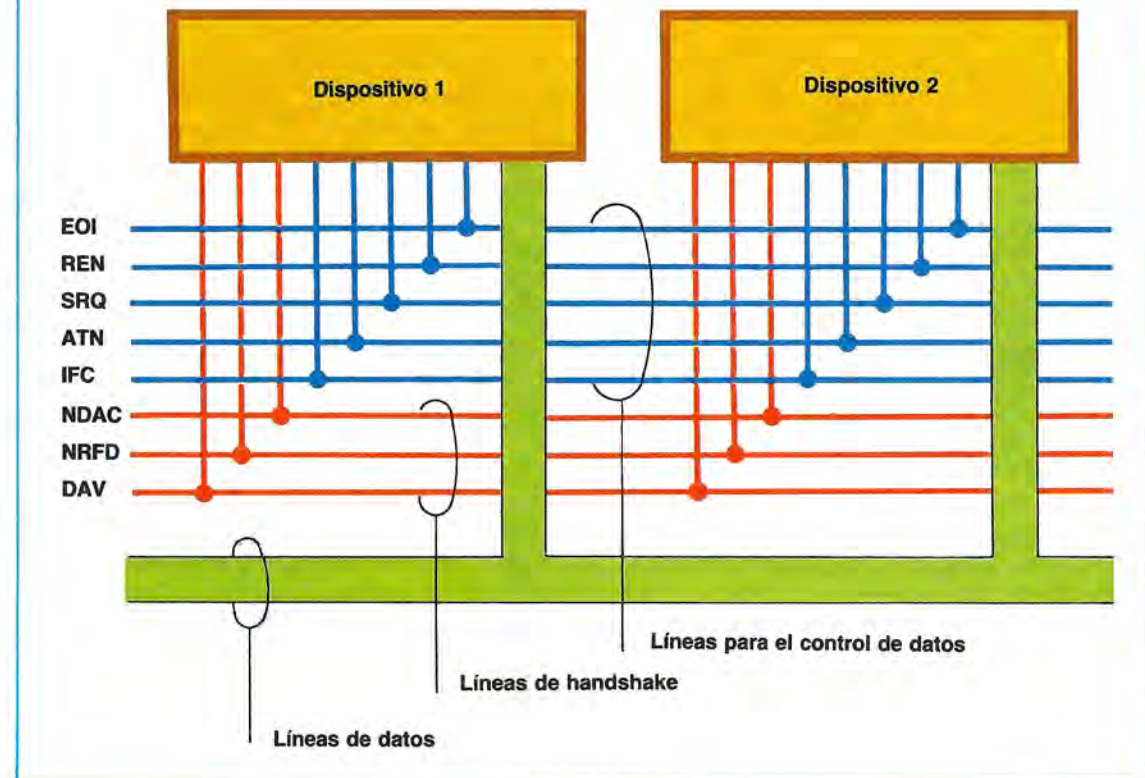 Dispositivo 1
Dispositivo 2
EOI
REN
SRQ
ATN
IFC
NDAC
NRFD
DAV
Líneas para el control de datos
Líneas de handshake
Líneas de datos